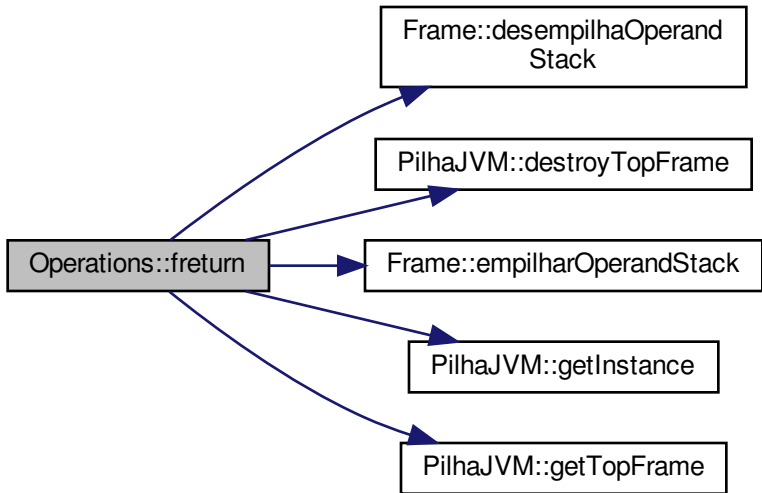 Frame::desempilhaOperand
Stack
PilhaJVM::destroyTopFrame
Operations::freturn
Frame::empilharOperandStack
PilhaJVM::getInstance
PilhaJVM::getTopFrame